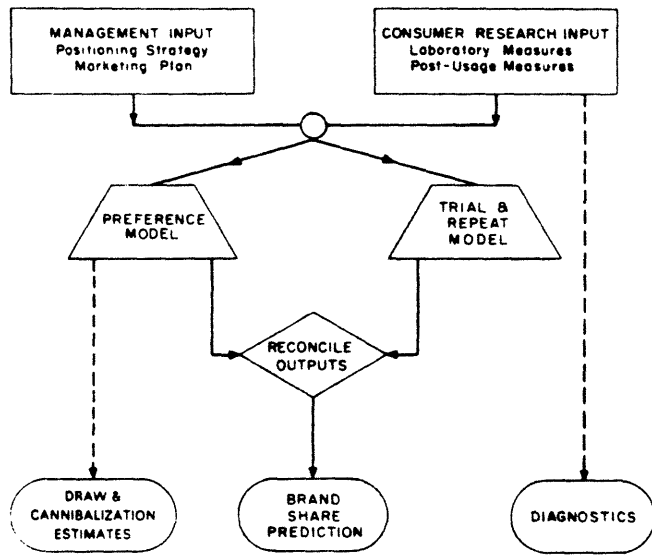 MANAGEMENT INPUT
Positioning Strategy
Marketing Plan
CONSUMER RESEARCH INPUT
Laboratory Measures
Post-Usage Measures
PREFERENCE
MODEL
TRIAL &
REPEAT
MODEL
RECONCILE
OUTPUTS
DRAW &
CANNIBALIZATION
ESTIMATES
BRAND
SHARE
PREDICTION
DIAGNOSTICS